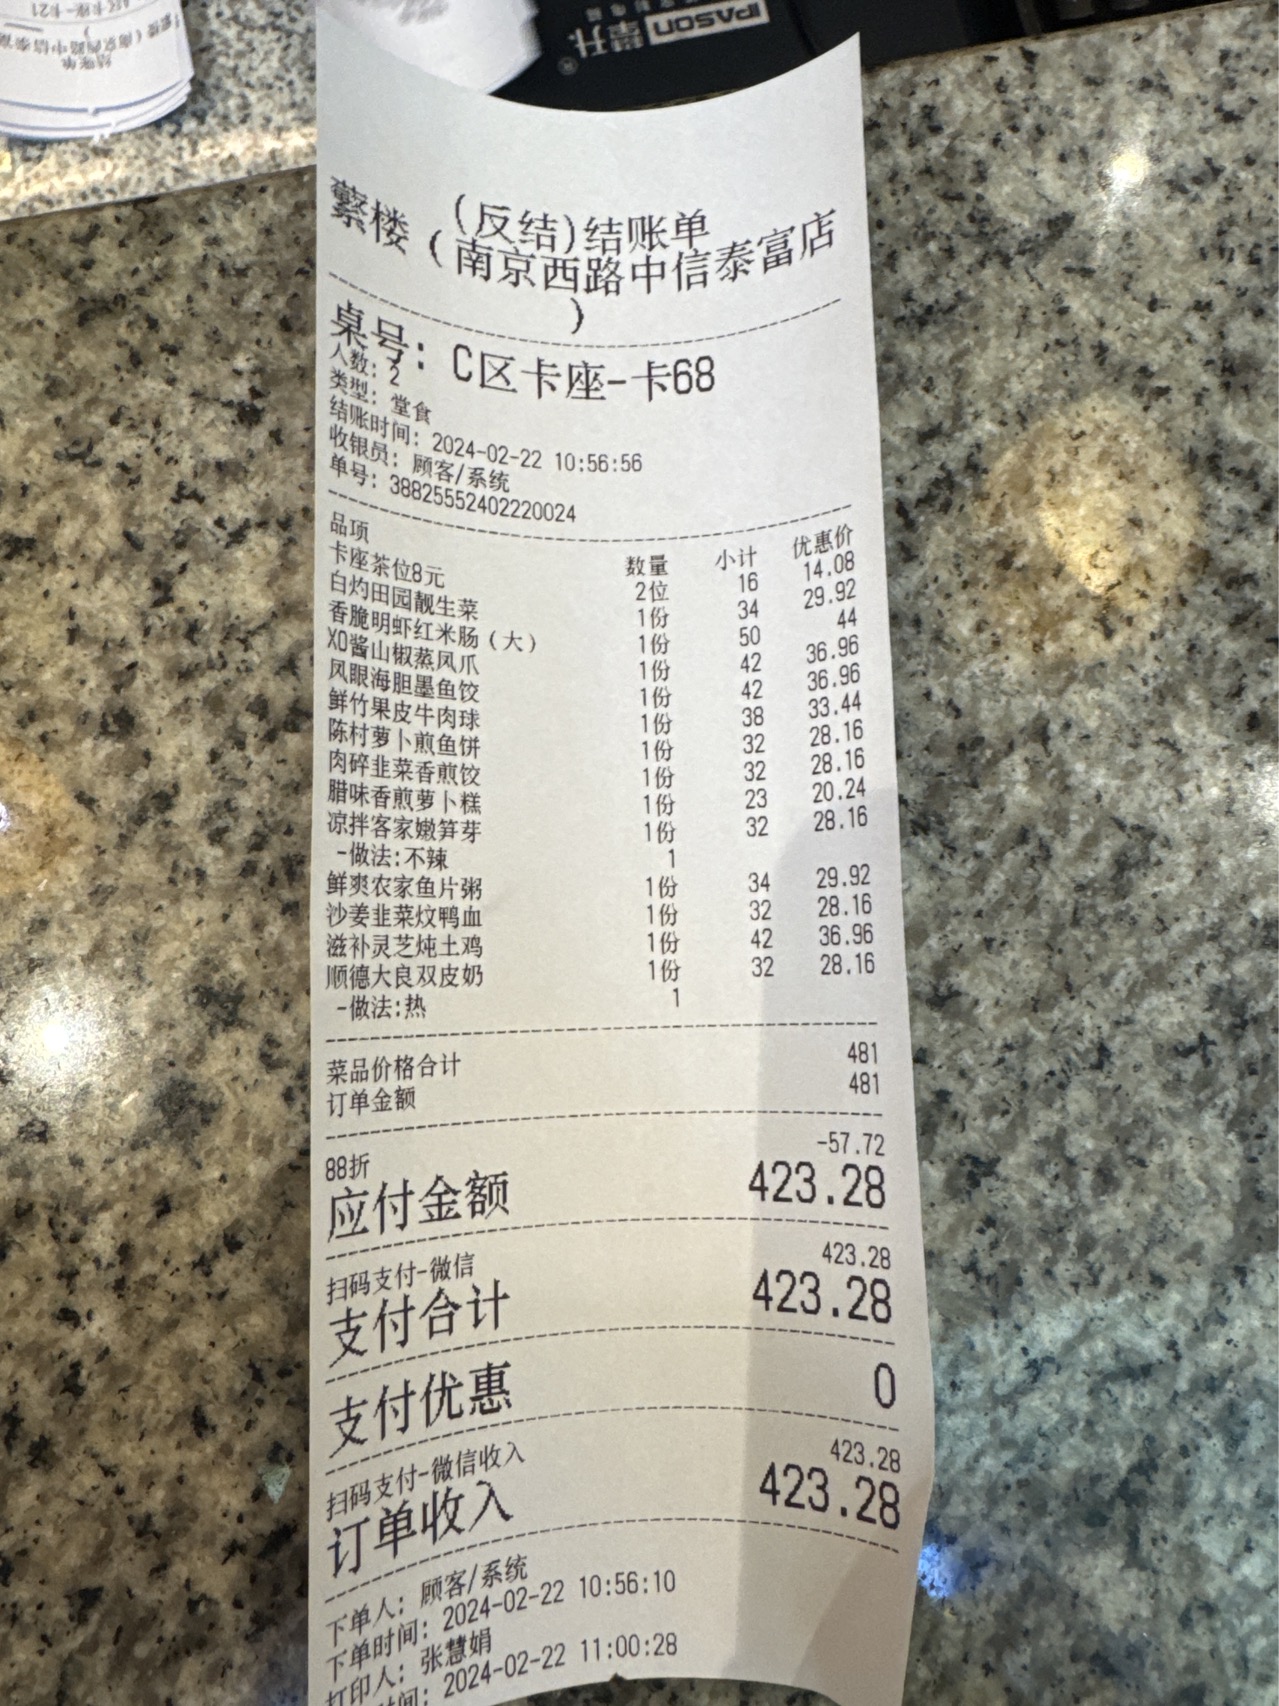 IPASON
攀升
(反结)结账单
蘩楼(南京西路中信泰富店
)
桌号: C区卡座-卡68
人数: 2
类型: 堂食
结账时间: 2024-02-22 10:56:56
收银员: 顾客/系统
单号: 38825552402220024
品项 数量 小计 优惠价
卡座茶位8元 2位 16 14.08
白灼田园靓生菜 1份 34 29.92
香脆明虾红米肠(大) 1份 50 44
XO酱山椒蒸凤爪 1份 42 36.96
凤眼海胆墨鱼饺 1份 42 36.96
鲜竹果皮牛肉球 1份 38 33.44
陈村萝卜煎鱼饼 1份 32 28.16
肉碎韭菜香煎饺 1份 32 28.16
腊味香煎萝卜糕 1份 23 20.24
凉拌客家嫩笋芽 1份 32 28.16
-做法:不辣 1
鲜爽农家鱼片粥 1份 34 29.92
沙姜韭菜炆鸭血 1份 32 28.16
滋补灵芝炖土鸡 1份 42 36.96
顺德大良双皮奶 1份 32 28.16
-做法:热 1
菜品价格合计 481
订单金额 481
88折 -57.72
应付金额 423.28
扫码支付-微信 423.28
支付合计 423.28
支付优惠 0
扫码支付-微信收入 423.28
订单收入 423.28
下单人: 顾客/系统
下单时间: 2024-02-22 10:56:10
打印人: 张慧娟
时间: 2024-02-22 11:00:28